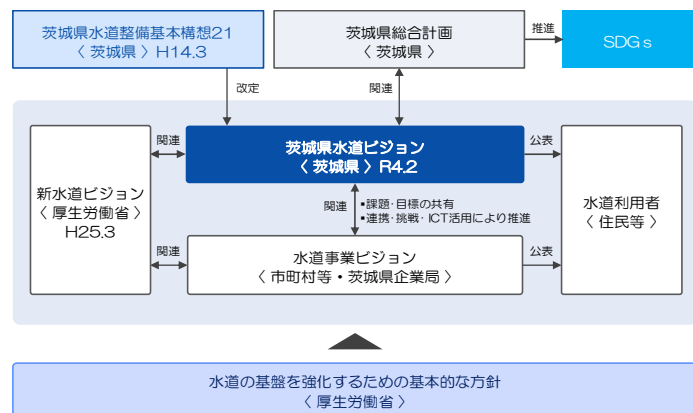 茨城県水道整備基本構想21
〈 茨城県 〉H14.3
茨城県総合計画
〈 茨城県 〉
推進
SDGs
改定
関連
関連
茨城県水道ビジョン
〈 茨城県 〉R4.2
公表
新水道ビジョン
〈 厚生労働省 〉
H25.3
関連
•課題・目標の共有
•連携・挑戦・ICT活用により推進
水道利用者
〈 住民等 〉
関連
水道事業ビジョン
〈 市町村等・茨城県企業局 〉
公表
水道の基盤を強化するための基本的な方針
〈 厚生労働省 〉